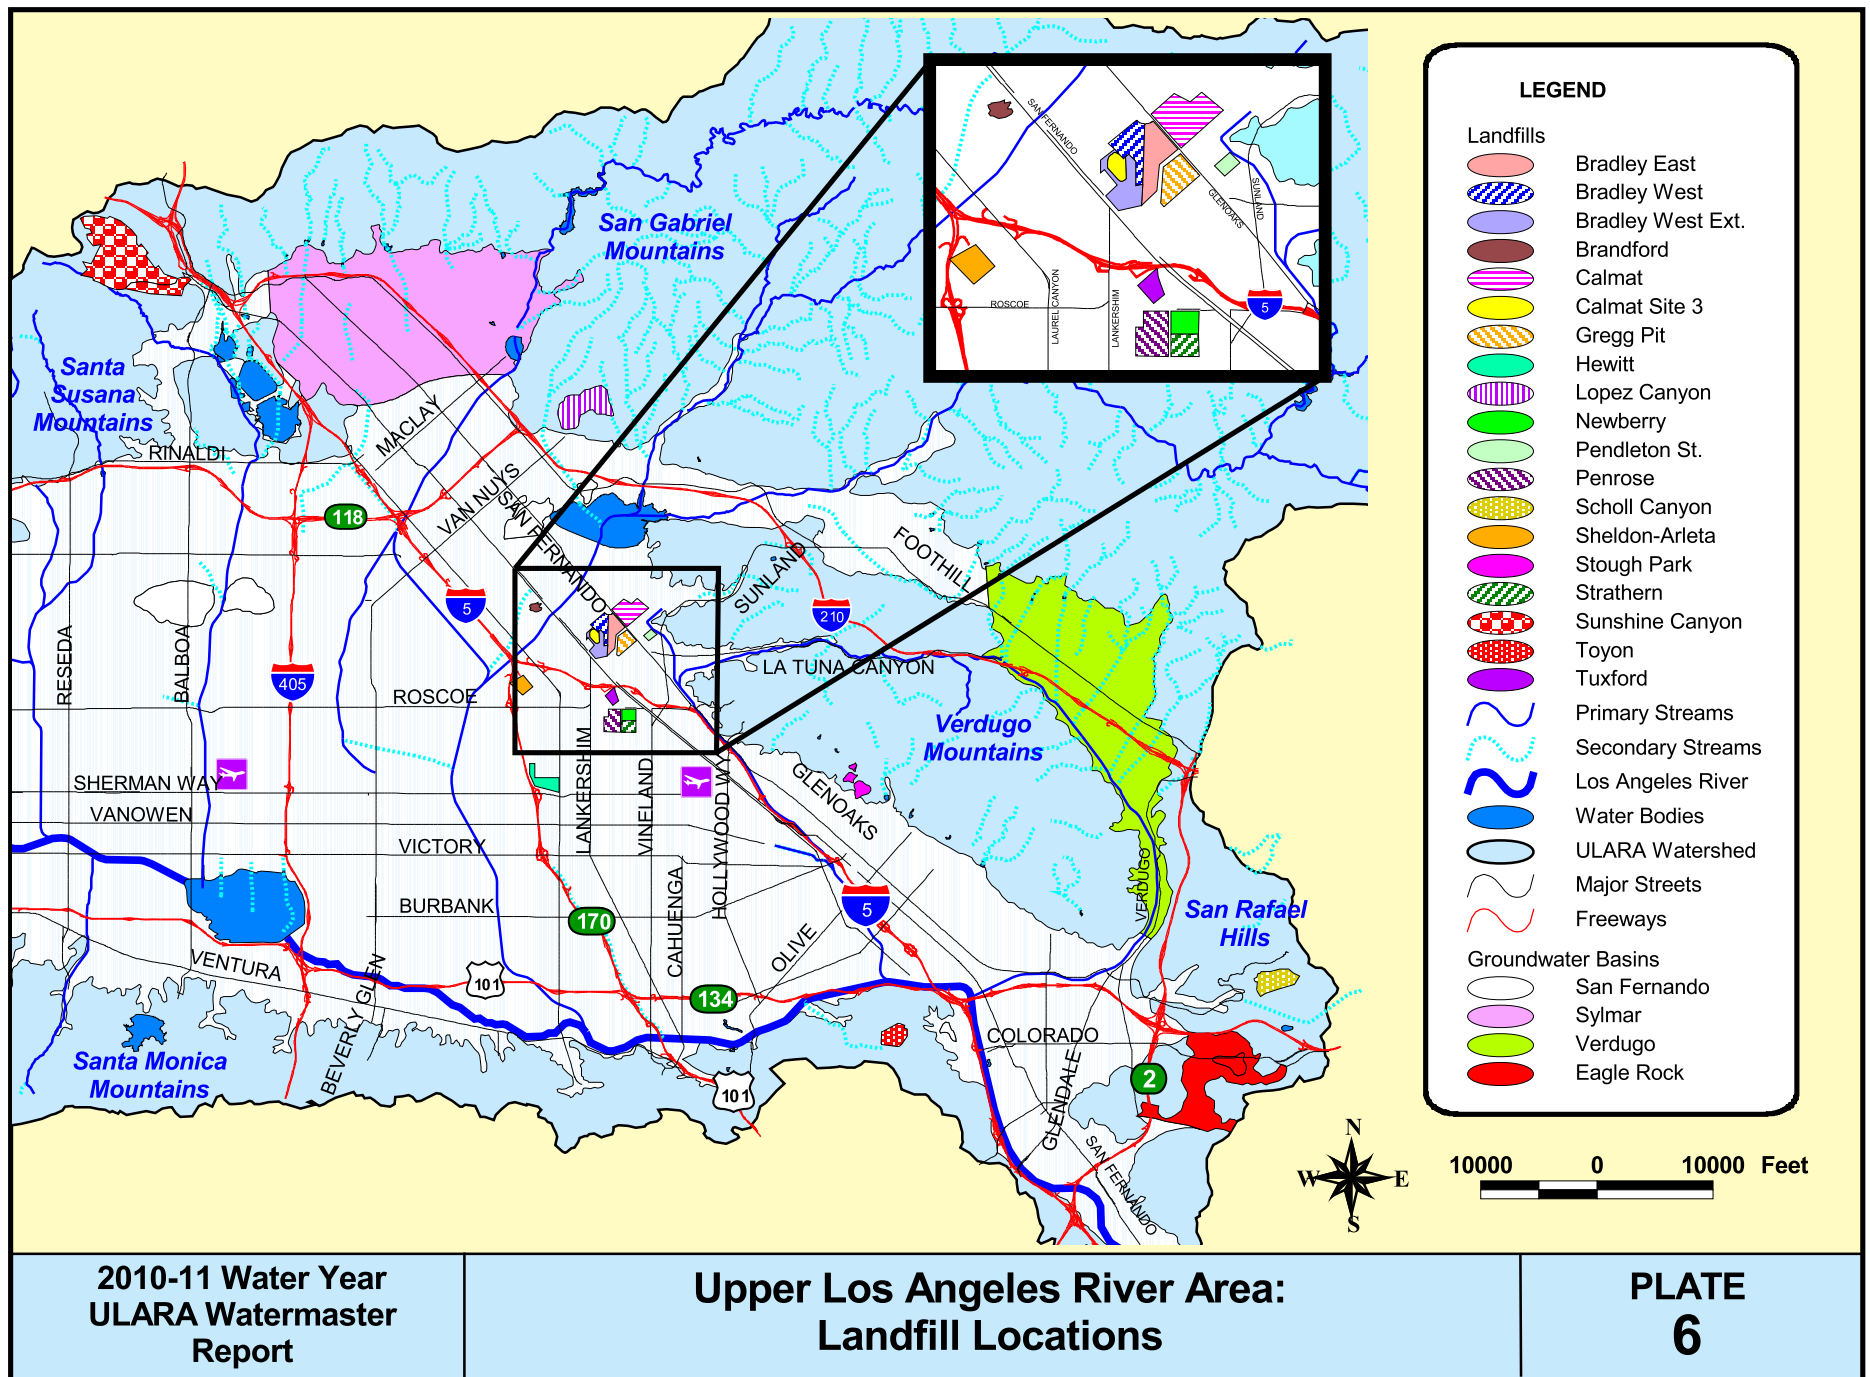 San Gabriel
Mountains
Santa
Susana
Mountains
RINALDI
MACLAY
VAN NUYS
SAN FERNANDO
118
5
405
210
FOOTHILL
SUNLAND
LA TUNA CANYON
RESEDA
BALBOA
ROSCOE
Verdugo
Mountains
SHERMAN WAY
VANOWEN
VICTORY
BURBANK
LANKERSHIM
VINELAND
HOLLYWOOD WY
CAHUENGA
GLENOAKS
OLIVE
5
170
134
101
101
VENTURA
BEVERLY GLEN
Santa Monica
Mountains
VERDUGO
San Rafael
Hills
COLORADO
GLENDALE
2
SAN FERNANDO
SAN FERNANDO
GLENOAKS
SUNLAND
ROSCOE
LAUREL CANYON
LANKERSHIM
5
LEGEND
Landfills
Bradley East
Bradley West
Bradley West Ext.
Brandford
Calmat
Calmat Site 3
Gregg Pit
Hewitt
Lopez Canyon
Newberry
Pendleton St.
Penrose
Scholl Canyon
Sheldon-Arleta
Stough Park
Strathern
Sunshine Canyon
Toyon
Tuxford
Primary Streams
Secondary Streams
Los Angeles River
Water Bodies
ULARA Watershed
Major Streets
Freeways
Groundwater Basins
San Fernando
Sylmar
Verdugo
Eagle Rock
N
W E
S
10000 0 10000 Feet
2010-11 Water Year
ULARA Watermaster
Report
Upper Los Angeles River Area:
Landfill Locations
PLATE
6